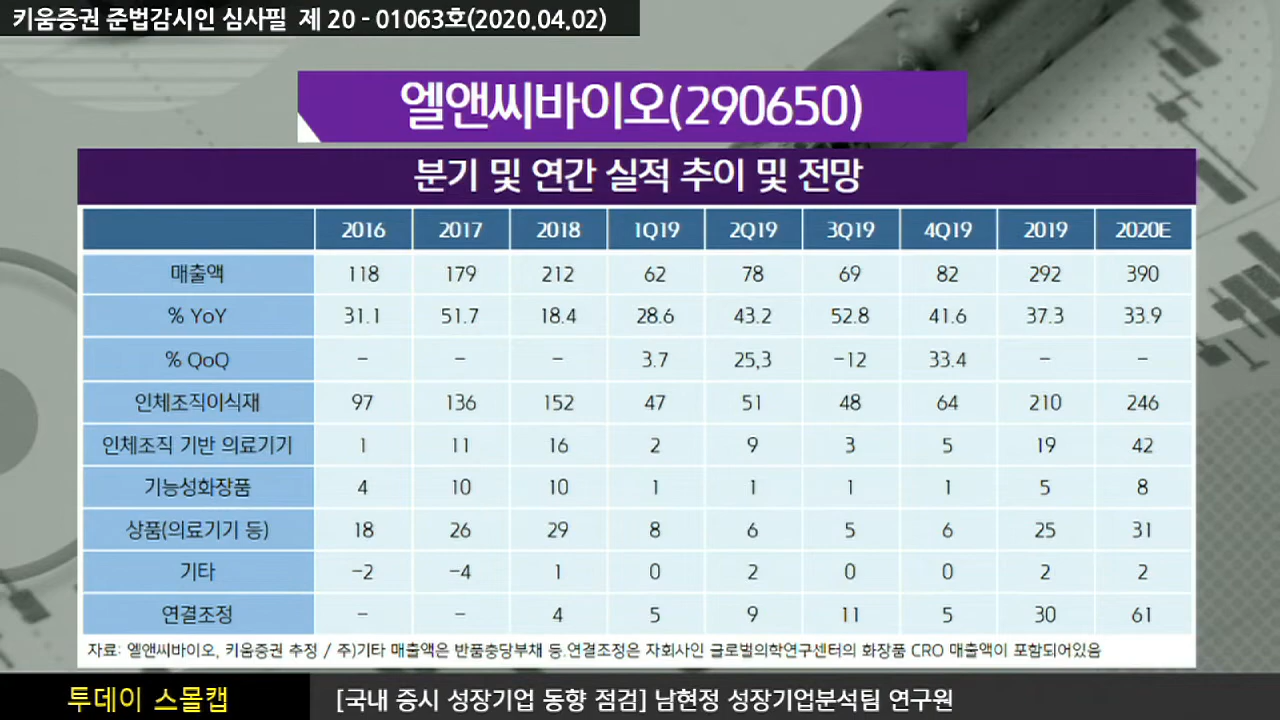 키움증권 준법감시인 심사필 제 20 - 01063호(2020.04.02)
엘앤씨바이오(290650)
분기 및 연간 실적 추이 및 전망
2016 2017 2018 1Q19 2Q19 3Q19 4Q19 2019 2020E
매출액 118 179 212 62 78 69 82 292 390
% YoY 31.1 51.7 18.4 28.6 43.2 52.8 41.6 37.3 33.9
% QoQ - - - 3.7 25,3 -12 33.4 - -
인체조직이식재 97 136 152 47 51 48 64 210 246
인체조직 기반 의료기기 1 11 16 2 9 3 5 19 42
기능성화장품 4 10 10 1 1 1 1 5 8
상품(의료기기 등) 18 26 29 8 6 5 6 25 31
기타 -2 -4 1 0 2 0 0 2 2
연결조정 - - 4 5 9 11 5 30 61
자료: 엘앤씨바이오, 키움증권 추정 / 주)기타 매출액은 반품충당부채 등.연결조정은 자회사인 글로벌의학연구센터의 화장품 CRO 매출액이 포함되어있음
투데이 스몰캡
[국내 증시 성장기업 동향 점검] 남현정 성장기업분석팀 연구원